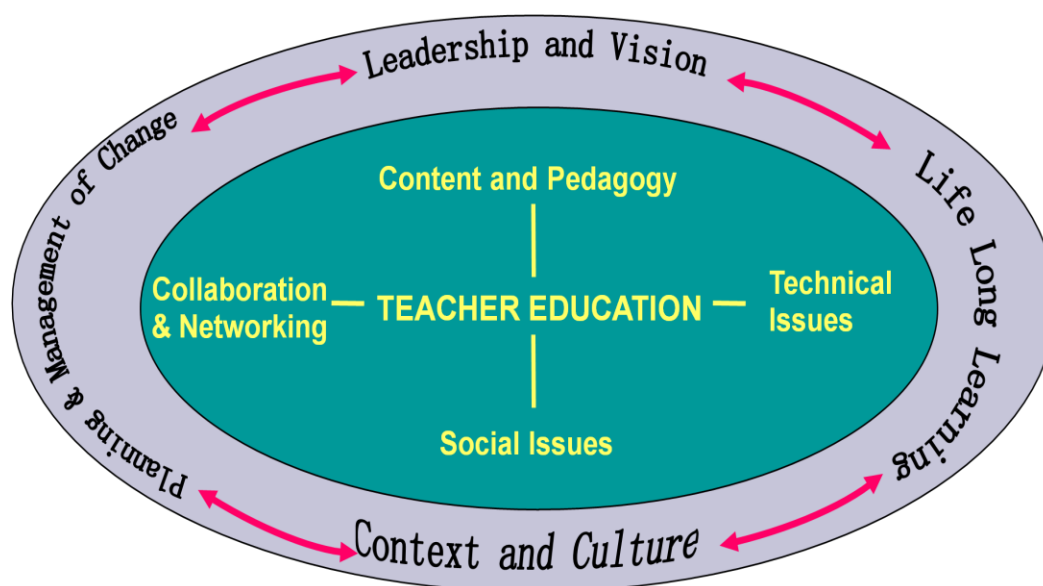 Leadership and Vision
Planning & Management of Change
Life Long Learning
Content and Pedagogy
Collaboration
& Networking
TEACHER EDUCATION
Technical
Issues
Social Issues
Context and Culture